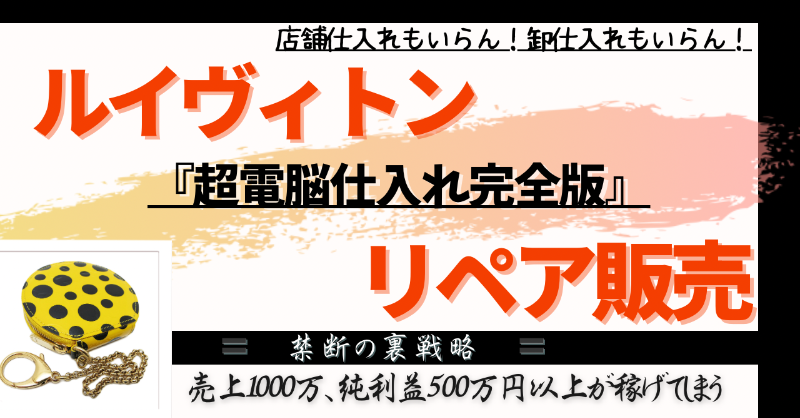 店舗仕入れもいらん！卸仕入れもいらん！
ルイヴィトン
『超電脳仕入れ完全版』
リペア販売
＝ 禁断の裏戦略 ＝
売上1000万、純利益500万円以上が稼げてしまう